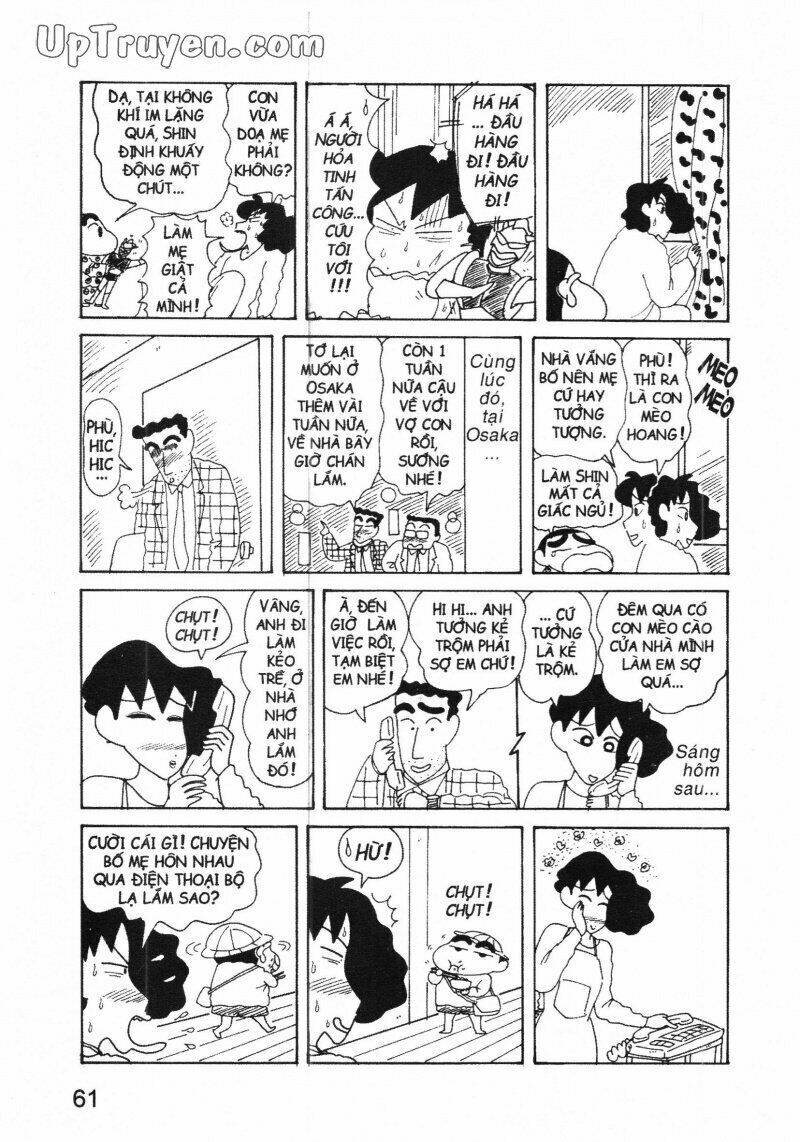 UpTruyen.com
HÁ HÁ
... ĐẦU
HÀNG
ĐI! ĐẦU
HÀNG
ĐI!
Á Á,
NGƯỜI
HỎA
TINH
TẤN
CÔNG...
CỨU
TÔI
VỚI
!!!
CON
VỪA
DOẠ MẸ
PHẢI
KHÔNG?
DẠ, TẠI KHÔNG
KHÍ IM LẶNG
QUÁ, SHIN
ĐỊNH KHUẤY
ĐỘNG MỘT
CHÚT...
LÀM
MẸ
GIẬT
CẢ
MÌNH!
MEO
MEO
PHÙ!
THÌ RA
LÀ CON
MÈO
HOANG!
NHÀ VẮNG
BỐ NÊN MẸ
CỨ HAY
TƯỞNG
TƯỢNG.
LÀM SHIN
MẤT CẢ
GIẤC NGỦ!
Cùng
lúc
đó,
tại
Osaka
...
CÒN 1
TUẦN
NỮA CẬU
VỀ VỚI
VỢ CON
RỒI,
SƯỚNG
NHÉ!
TỚ LẠI
MUỐN Ở
OSAKA
THÊM VÀI
TUẦN NỮA,
VỀ NHÀ BÂY
GIỜ CHÁN
LẮM.
PHÙ,
HIC
HIC
...
ĐÊM QUA CÓ
CON MÈO CÀO
CỬA NHÀ MÌNH
LÀM EM SỢ
QUÁ...
... CỨ
TƯỞNG
LÀ KẺ
TRỘM.
Sáng
hôm
sau...
HI HI... ANH
TƯỞNG KẺ
TRỘM PHẢI
SỢ EM CHỨ!
À, ĐẾN
GIỜ LÀM
VIỆC RỒI,
TẠM BIỆT
EM NHÉ!
VÂNG,
ANH ĐI
LÀM
KẺO
TRỄ, Ở
NHÀ
NHỚ
ANH
LẮM
ĐÓ!
CHỤT!
CHỤT!
HỪ!
CHỤT!
CHỤT!
CƯỜI CÁI GÌ! CHUYỆN
BỐ MẸ HÔN NHAU
QUA ĐIỆN THOẠI BỘ
LẠ LẮM SAO?
61